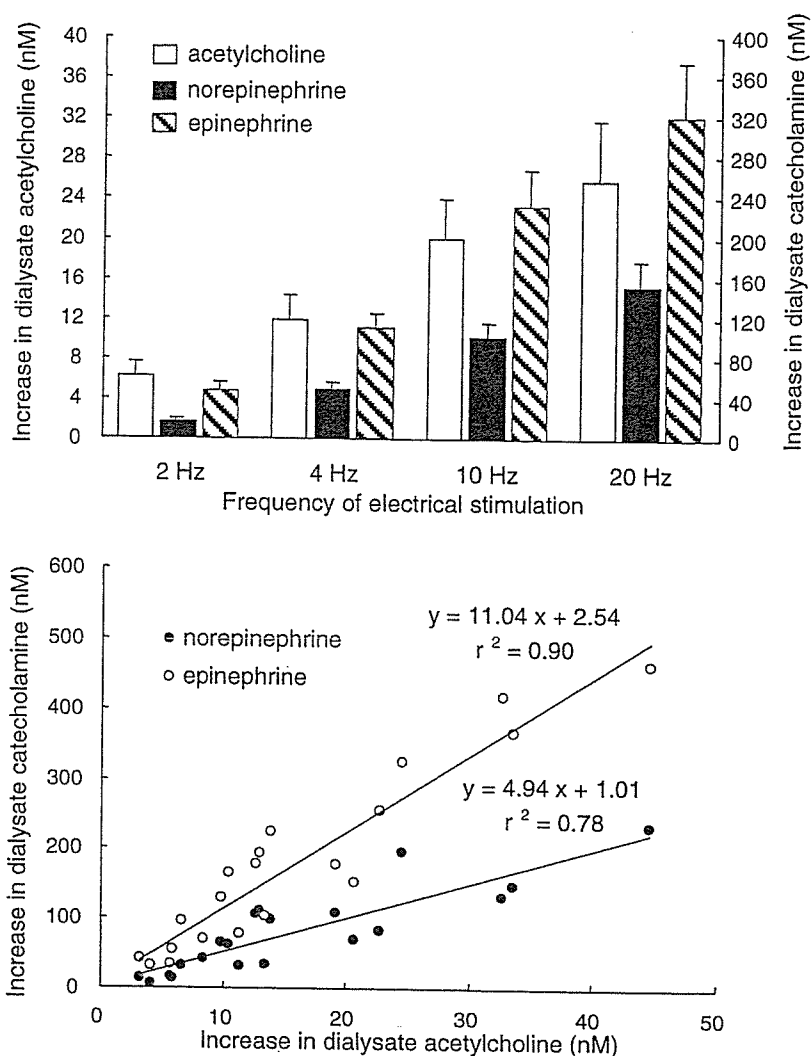 Increase in dialysate acetylcholine (nM)
40
36
32
28
24
20
16
12
8
4
0
acetylcholine
norepinephrine
epinephrine
400
360
320
280
240
200
160
120
80
40
0
Increase in dialysate catecholamine (nM)
2 Hz 4 Hz 10 Hz 20 Hz
Frequency of electrical stimulation
Increase in dialysate catecholamine (nM)
600
500
400
300
200
100
0
norepinephrine
epinephrine
y = 11.04 x + 2.54
r ² = 0.90
y = 4.94 x + 1.01
r ² = 0.78
0 10 20 30 40 50
Increase in dialysate acetylcholine (nM)